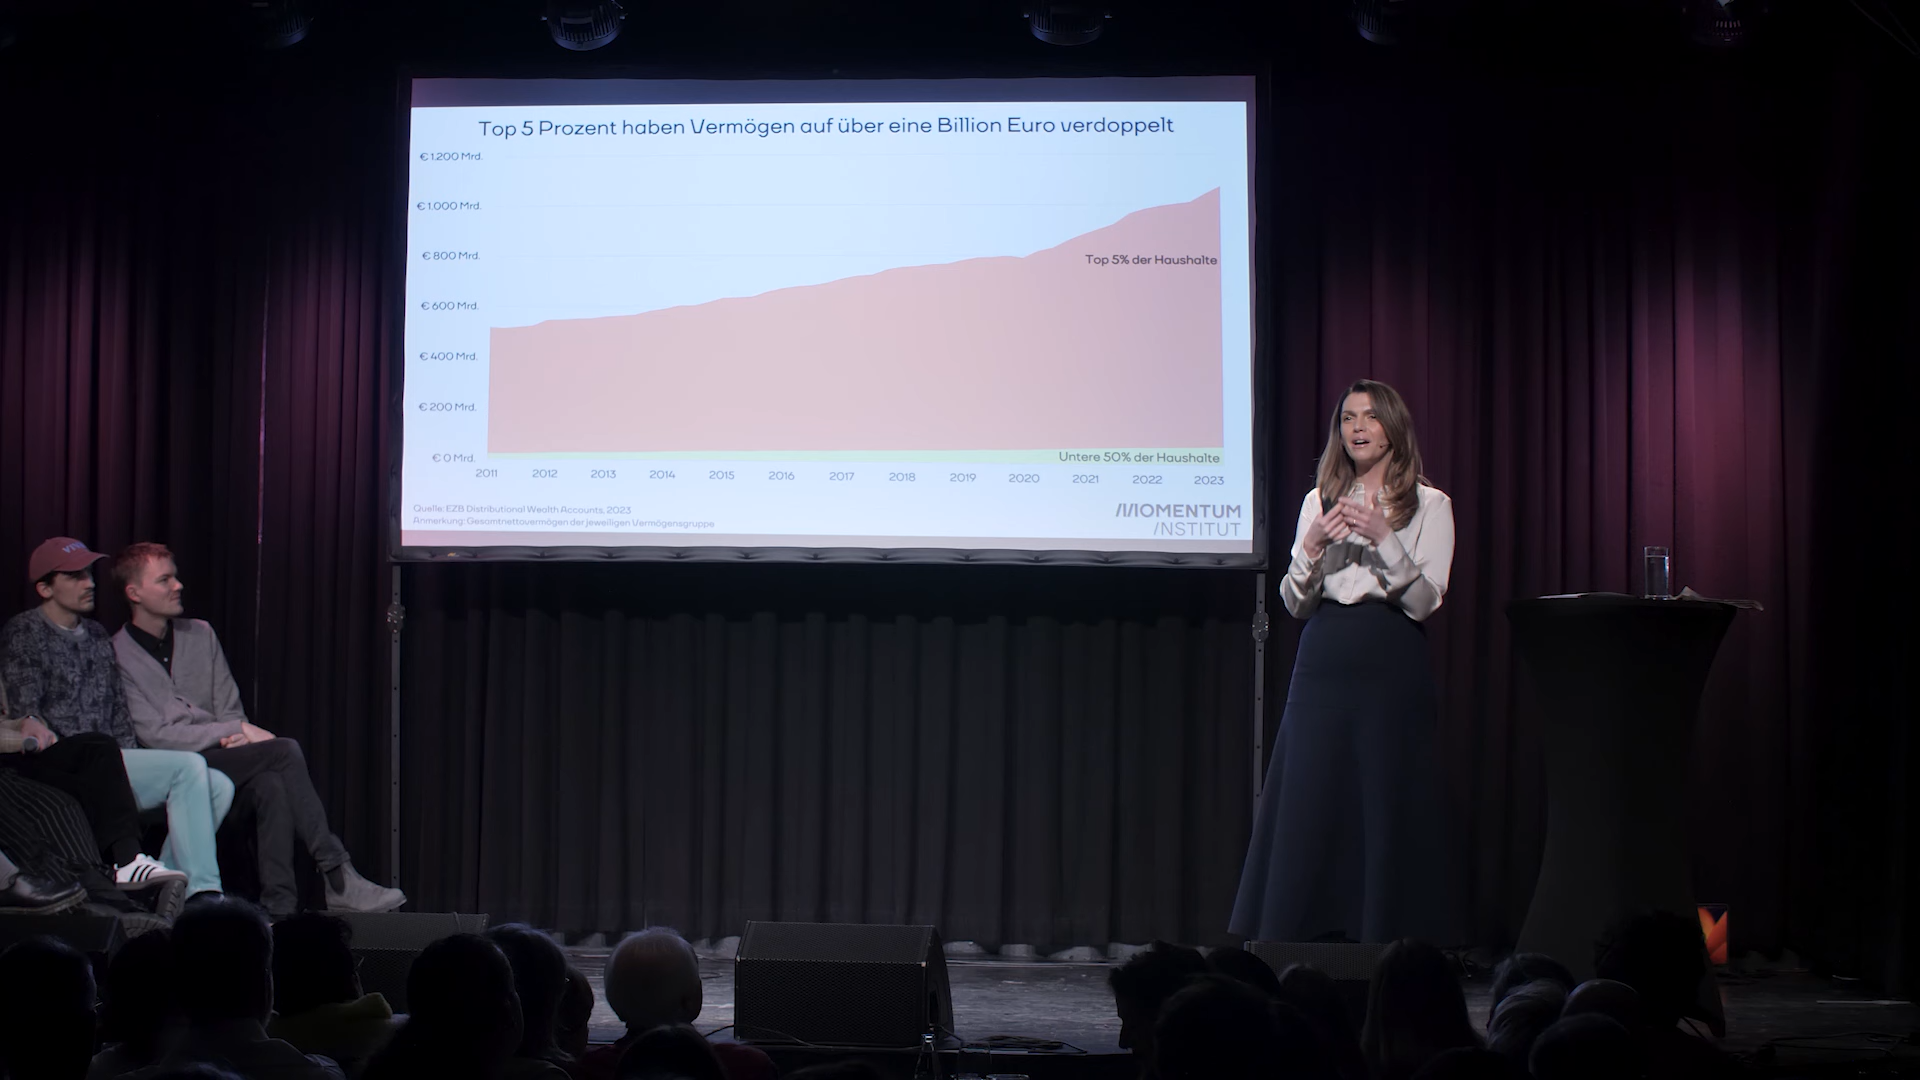 Top 5 Prozent haben Vermögen auf über eine Billion Euro verdoppelt
€ 1.200 Mrd.
€ 1.000 Mrd.
€ 800 Mrd.
Top 5% der Haushalte
€ 600 Mrd.
€ 400 Mrd.
€ 200 Mrd.
€ 0 Mrd.
Untere 50% der Haushalte
2011 2012 2013 2014 2015 2016 2017 2018 2019 2020 2021 2022 2023
Quelle: EZB Distributional Wealth Accounts, 2023
Anmerkung: Gesamtnettovermögen der jeweiligen Vermögensgruppe
MOMENTUM
INSTITUT